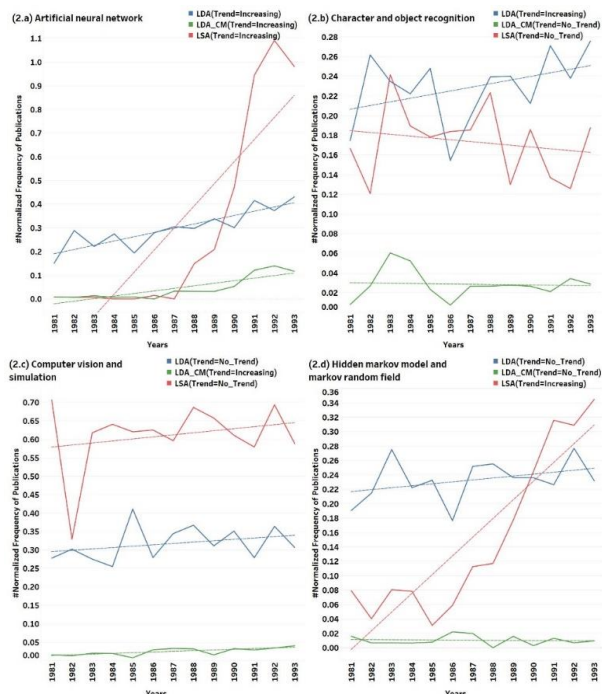 (2.a) Artificial neural network
LDA(Trend=Increasing)
LDA_CM(Trend=Increasing)
LSA(Trend=Increasing)
#Normalized Frequency of Publications
1.1
1.0
0.9
0.8
0.7
0.6
0.5
0.4
0.3
0.2
0.1
0.0
1981 1982 1983 1984 1985 1986 1987 1988 1989 1990 1991 1992 1993
Years
(2.b) Character and object recognition
LDA(Trend=Increasing)
LDA_CM(Trend=No_Trend)
LSA(Trend=No_Trend)
#Normalized Frequency of Publications
0.28
0.26
0.24
0.22
0.20
0.18
0.16
0.14
0.12
0.10
0.08
0.06
0.04
0.02
0.00
1981 1982 1983 1984 1985 1986 1987 1988 1989 1990 1991 1992 1993
Years
(2.c) Computer vision and
simulation
LDA(Trend=No_Trend)
LDA_CM(Trend=Increasing)
LSA(Trend=No_Trend)
#Normalized Frequency of Publications
0.70
0.65
0.60
0.55
0.50
0.45
0.40
0.35
0.30
0.25
0.20
0.15
0.10
0.05
0.00
1981 1982 1983 1984 1985 1986 1987 1988 1989 1990 1991 1992 1993
Years
(2.d) Hidden markov model and
markov random field
LDA(Trend=No_Trend)
LDA_CM(Trend=No_Trend)
LSA(Trend=Increasing)
#Normalized Frequency of Publications
0.36
0.34
0.32
0.30
0.28
0.26
0.24
0.22
0.20
0.18
0.16
0.14
0.12
0.10
0.08
0.06
0.04
0.02
0.00
1981 1982 1983 1984 1985 1986 1987 1988 1989 1990 1991 1992 1993
Years